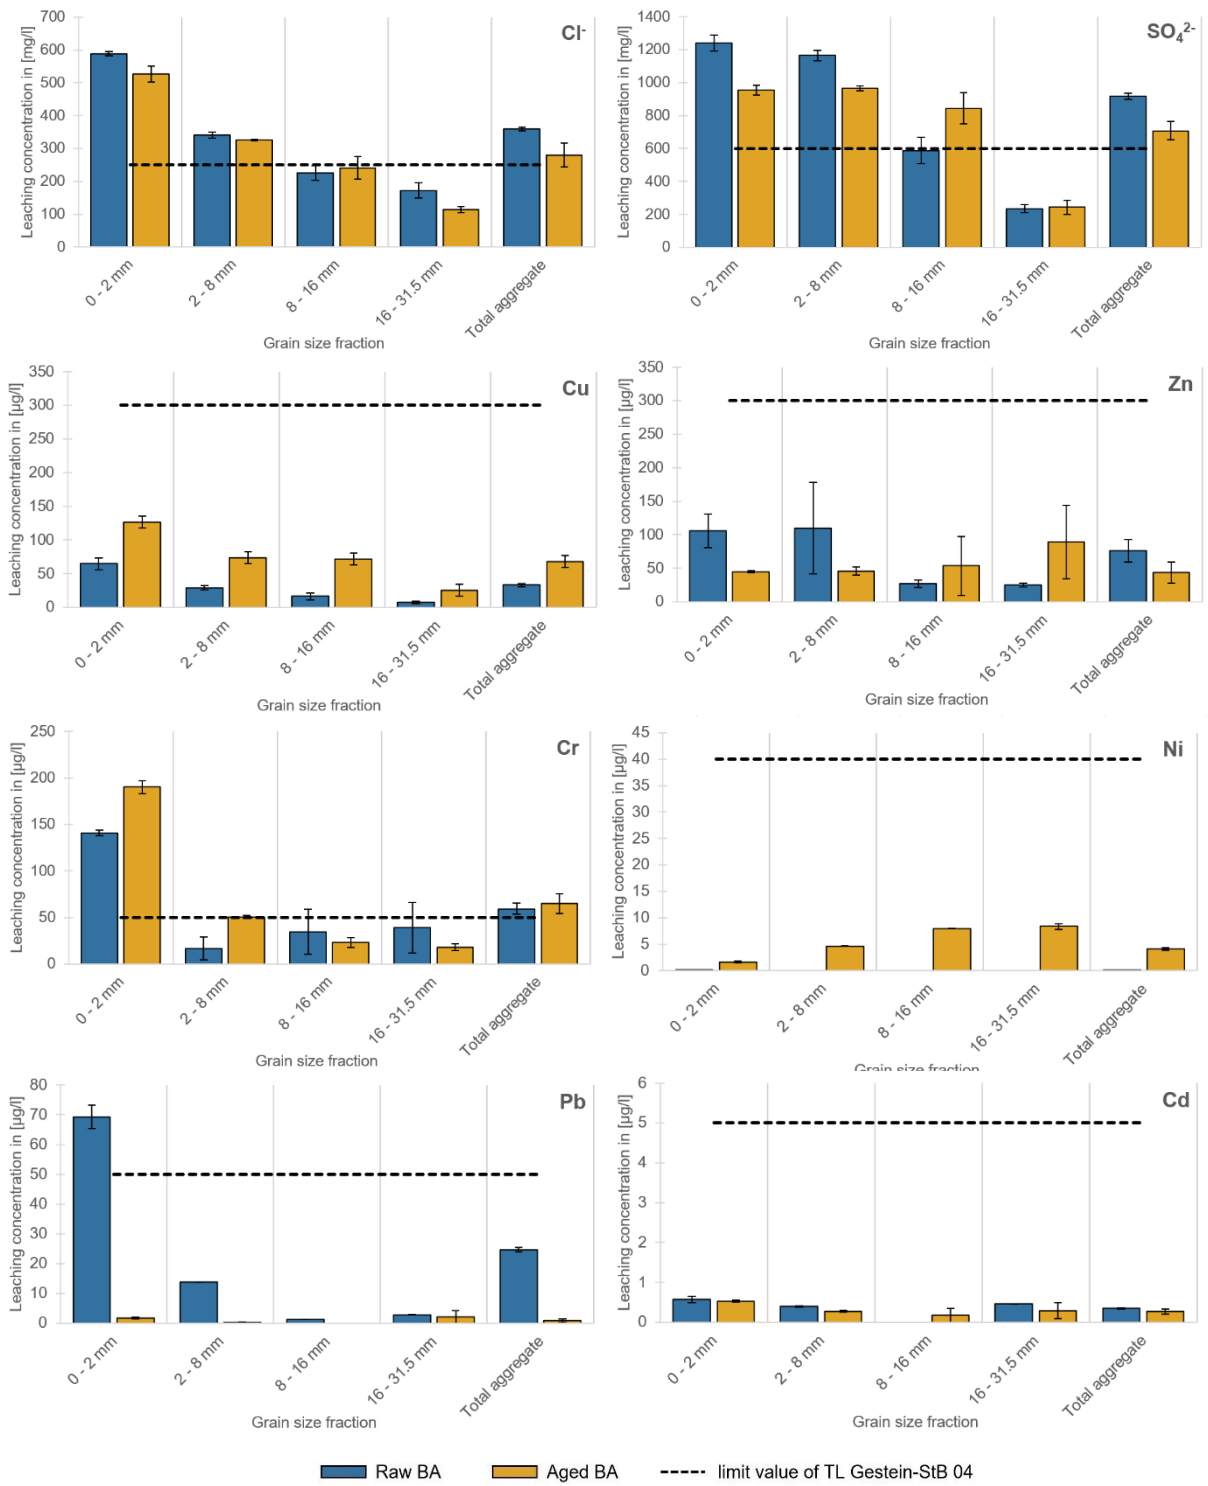 Leaching concentration in [mg/l]
700
600
500
400
300
200
100
0
Cl-
0 - 2 mm
2 - 8 mm
8 - 16 mm
16 - 31.5 mm
Total aggregate
Grain size fraction
Leaching concentration in [mg/l]
1400
1200
1000
800
600
400
200
0
SO₄²⁻
0 - 2 mm
2 - 8 mm
8 - 16 mm
16 - 31.5 mm
Total aggregate
Grain size fraction
Leaching concentration in [µg/l]
350
300
250
200
150
100
50
0
Cu
0 - 2 mm
2 - 8 mm
8 - 16 mm
16 - 31.5 mm
Total aggregate
Grain size fraction
Leaching concentration in [µg/l]
350
300
250
200
150
100
50
0
Zn
0 - 2 mm
2 - 8 mm
8 - 16 mm
16 - 31.5 mm
Total aggregate
Grain size fraction
Leaching concentration in [µg/l]
250
200
150
100
50
0
Cr
0 - 2 mm
2 - 8 mm
8 - 16 mm
16 - 31.5 mm
Total aggregate
Grain size fraction
Leaching concentration in [µg/l]
45
40
35
30
25
20
15
10
5
0
Ni
0 - 2 mm
2 - 8 mm
8 - 16 mm
16 - 31.5 mm
Total aggregate
Grain size fraction
Leaching concentration in [µg/l]
80
70
60
50
40
30
20
10
0
Pb
0 - 2 mm
2 - 8 mm
8 - 16 mm
16 - 31.5 mm
Total aggregate
Grain size fraction
Leaching concentration in [µg/l]
6
5
4
3
2
1
0
Cd
0 - 2 mm
2 - 8 mm
8 - 16 mm
16 - 31.5 mm
Total aggregate
Grain size fraction
Raw BA
Aged BA
limit value of TL Gestein-StB 04